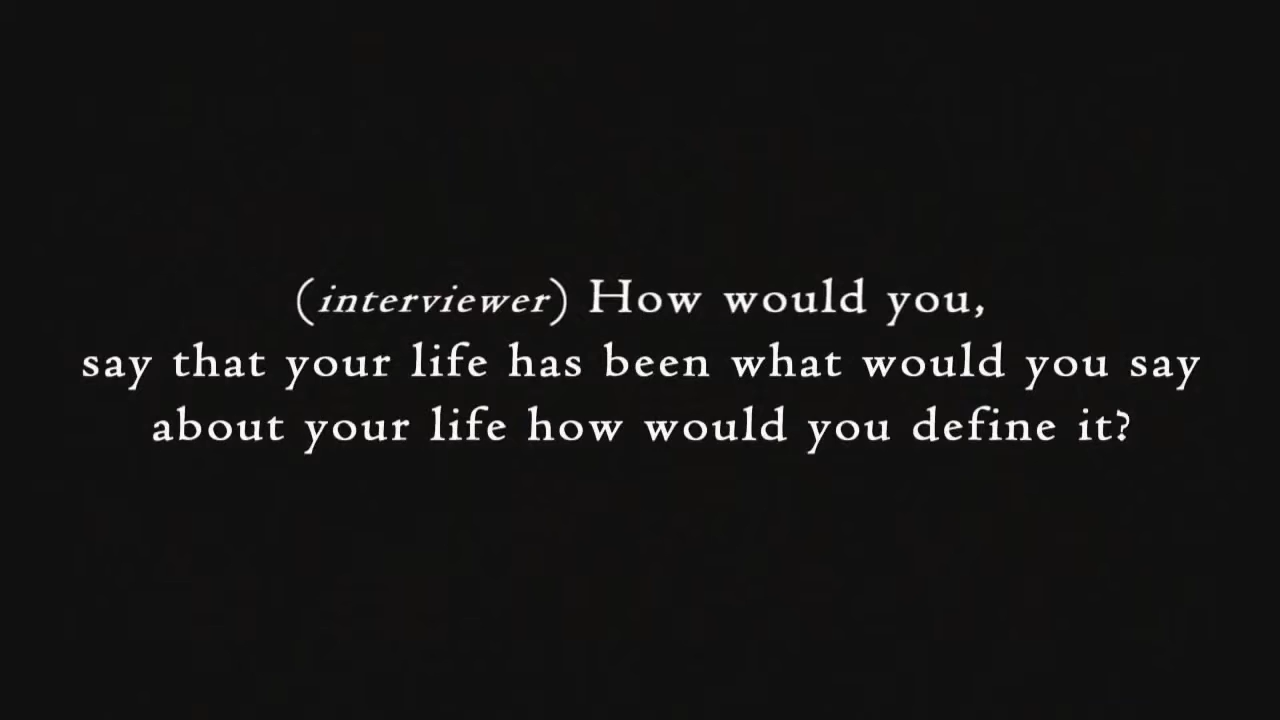 (interviewer) How would you,
say that your life has been what would you say
about your life how would you define it?